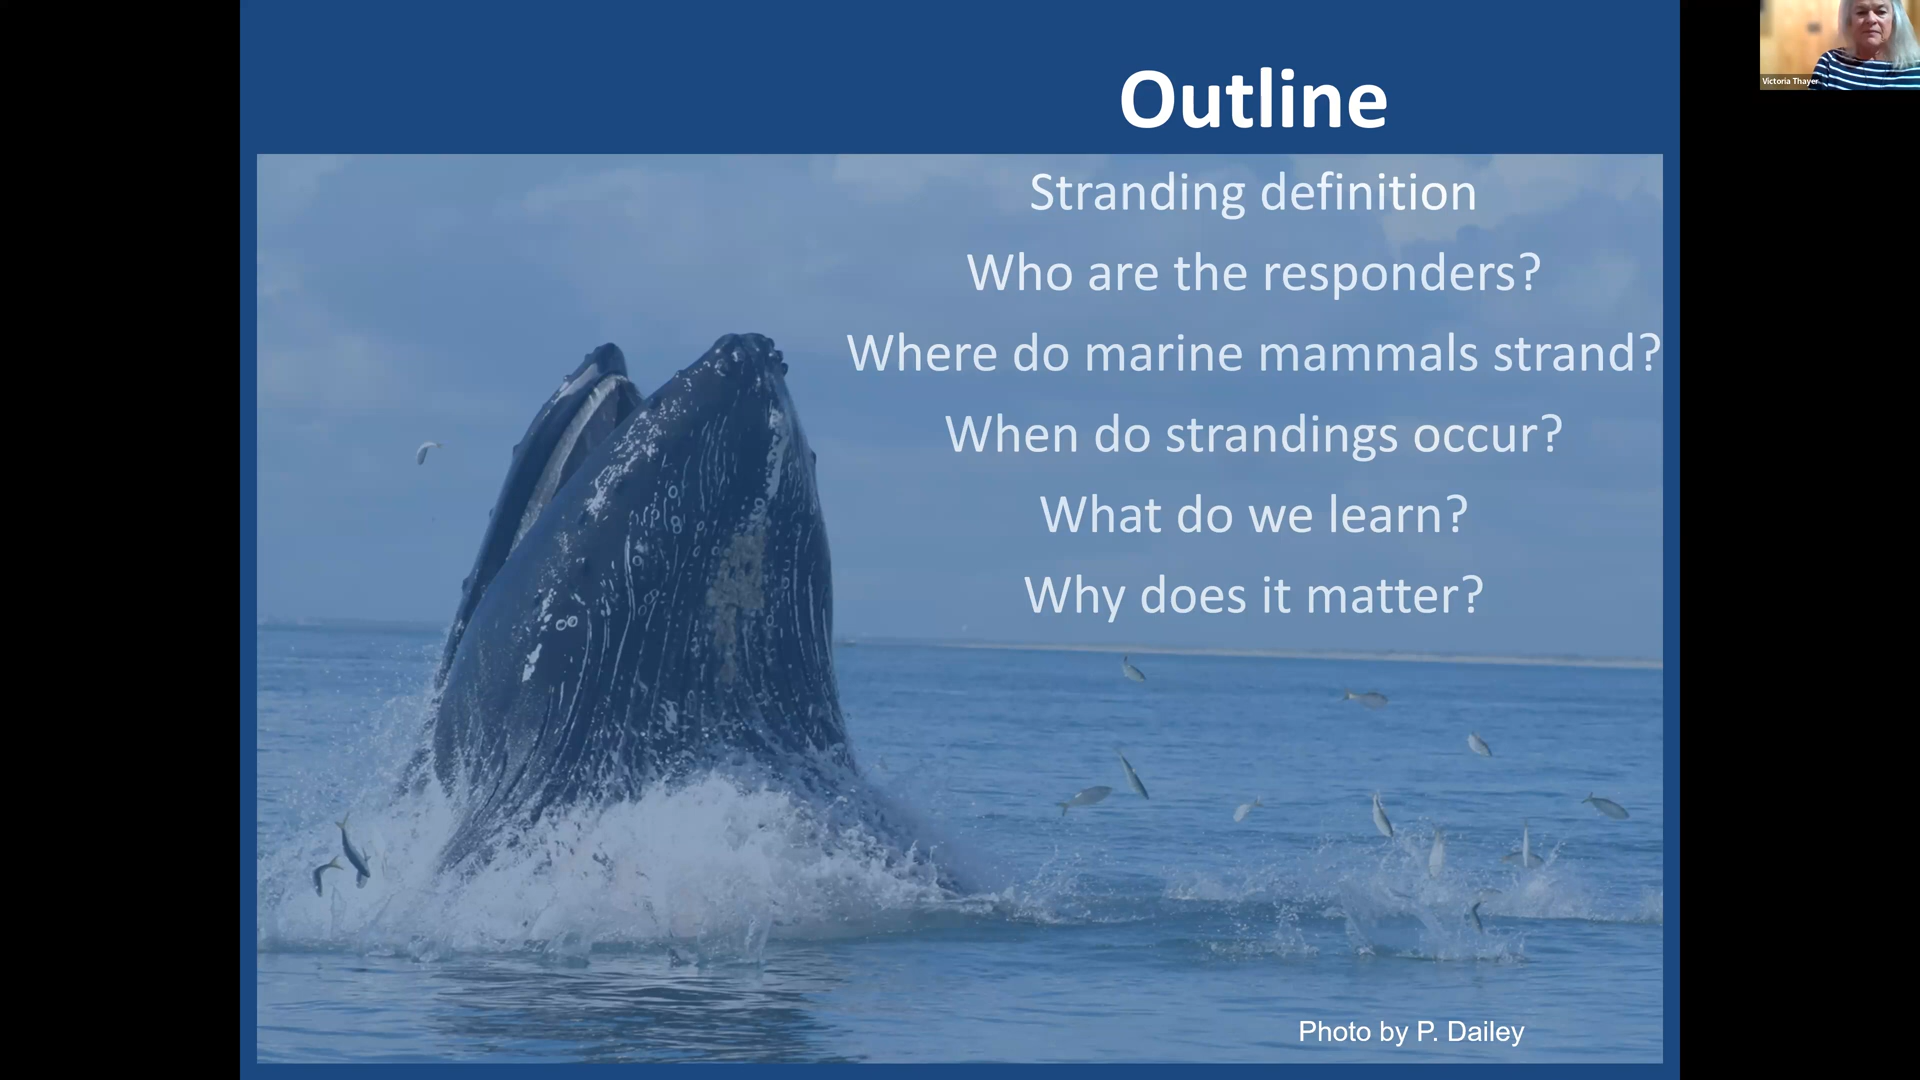 Outline
Stranding definition
Who are the responders?
Where do marine mammals strand?
When do strandings occur?
What do we learn?
Why does it matter?
Photo by P. Dailey
Victoria Thayer